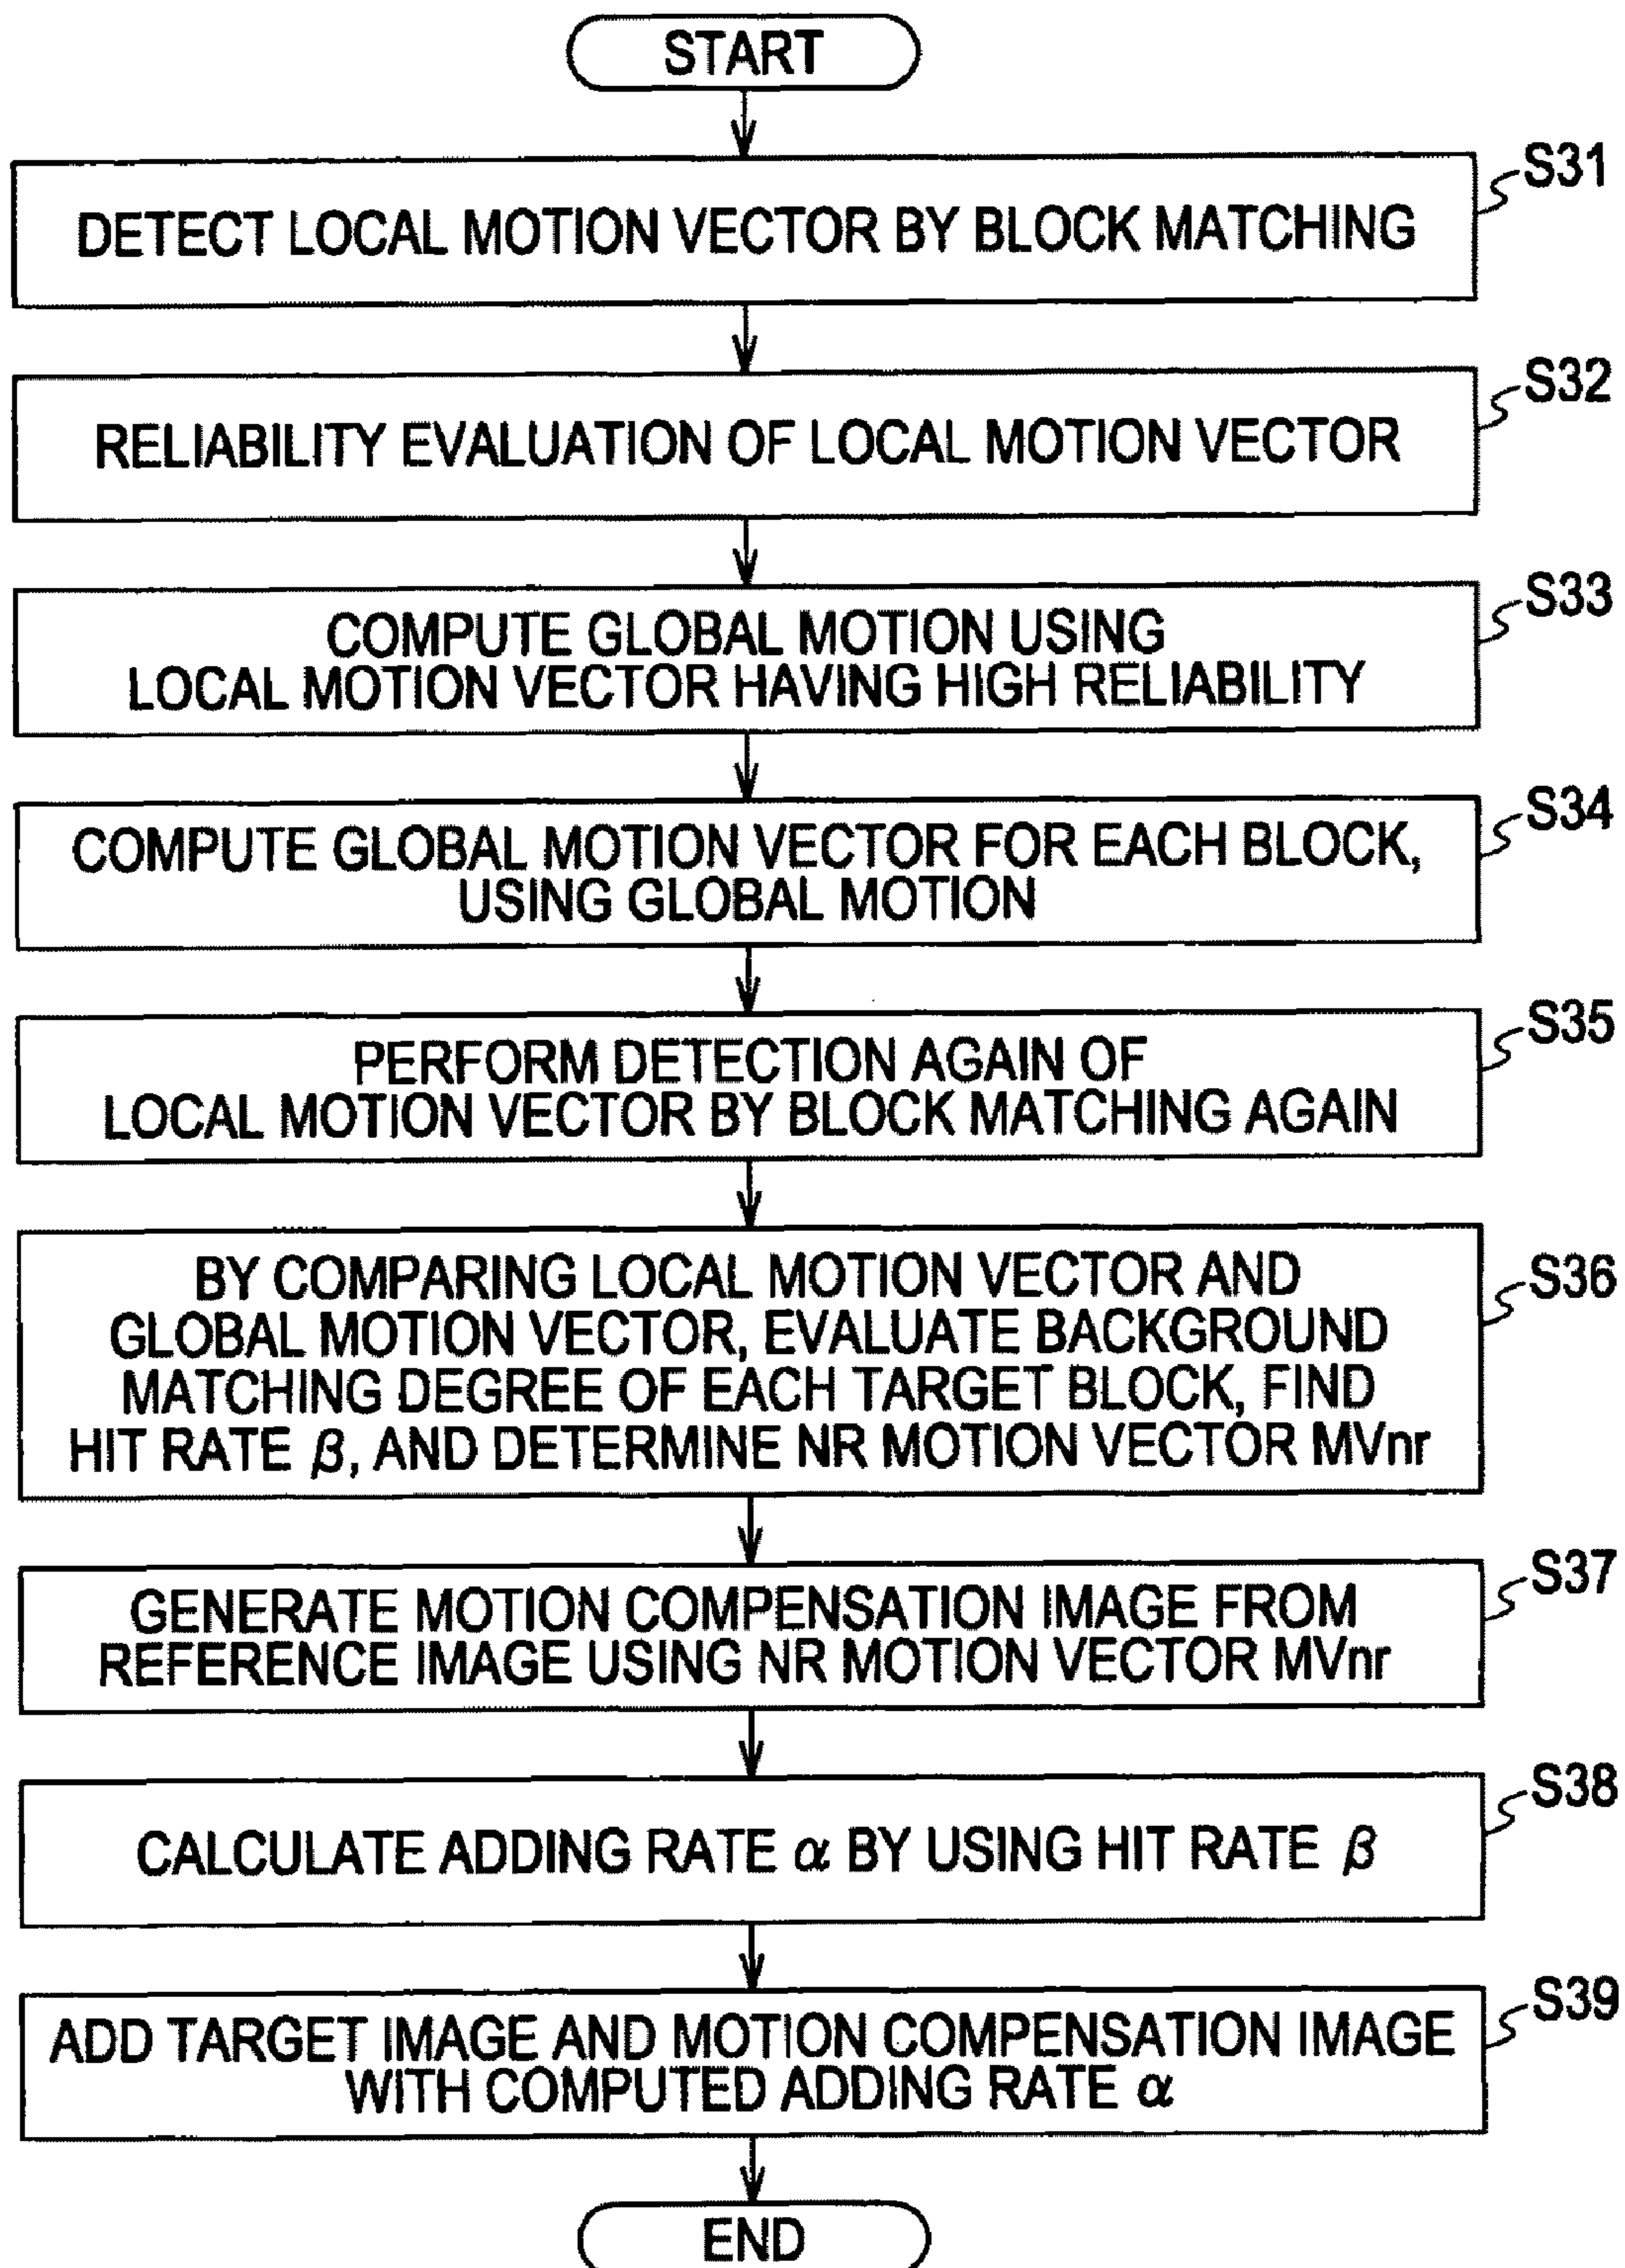 START
S31
DETECT LOCAL MOTION VECTOR BY BLOCK MATCHING
S32
RELIABILITY EVALUATION OF LOCAL MOTION VECTOR
S33
COMPUTE GLOBAL MOTION USING
LOCAL MOTION VECTOR HAVING HIGH RELIABILITY
S34
COMPUTE GLOBAL MOTION VECTOR FOR EACH BLOCK,
USING GLOBAL MOTION
S35
PERFORM DETECTION AGAIN OF
LOCAL MOTION VECTOR BY BLOCK MATCHING AGAIN
S36
BY COMPARING LOCAL MOTION VECTOR AND
GLOBAL MOTION VECTOR, EVALUATE BACKGROUND
MATCHING DEGREE OF EACH TARGET BLOCK, FIND
HIT RATE β, AND DETERMINE NR MOTION VECTOR MVnr
S37
GENERATE MOTION COMPENSATION IMAGE FROM
REFERENCE IMAGE USING NR MOTION VECTOR MVnr
S38
CALCULATE ADDING RATE α BY USING HIT RATE β
S39
ADD TARGET IMAGE AND MOTION COMPENSATION IMAGE
WITH COMPUTED ADDING RATE α
END